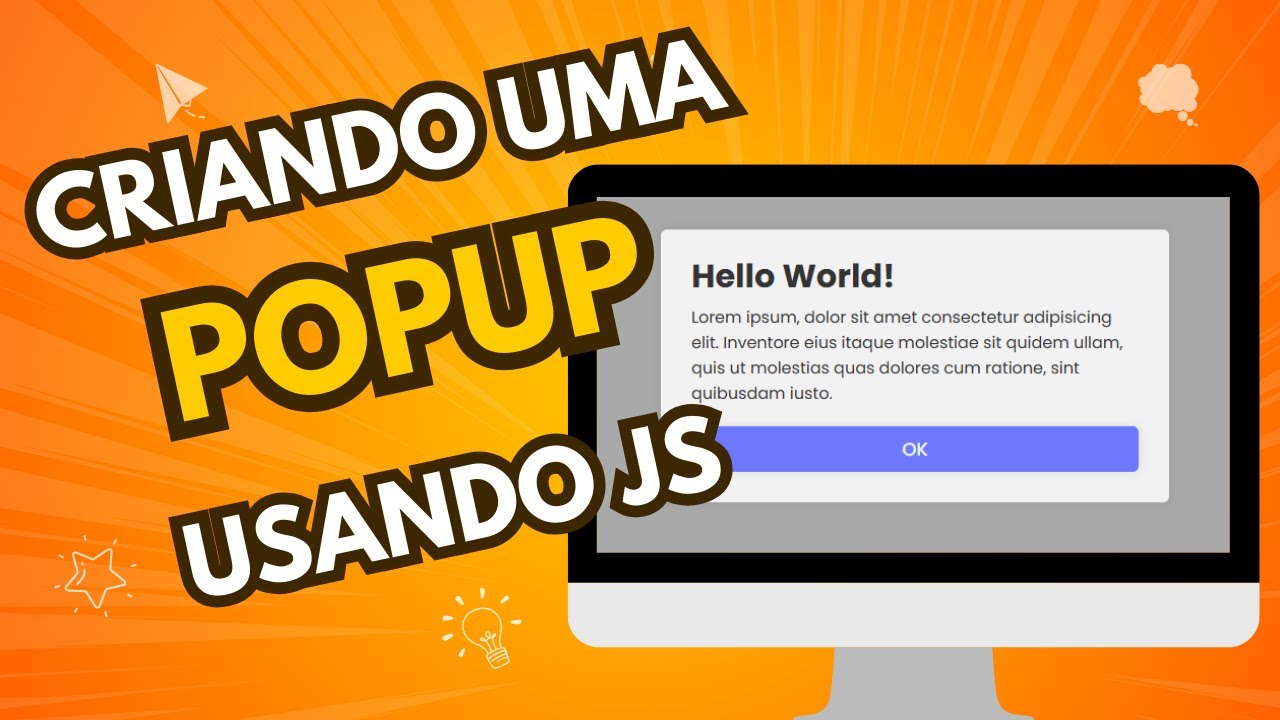 CRIANDO UMA
POPUP
USANDO JS
Hello World!
Lorem ipsum, dolor sit amet consectetur adipisicing
elit. Inventore eius itaque molestiae sit quidem ullam,
quis ut molestias quas dolores cum ratione, sint
quibusdam iusto.
OK